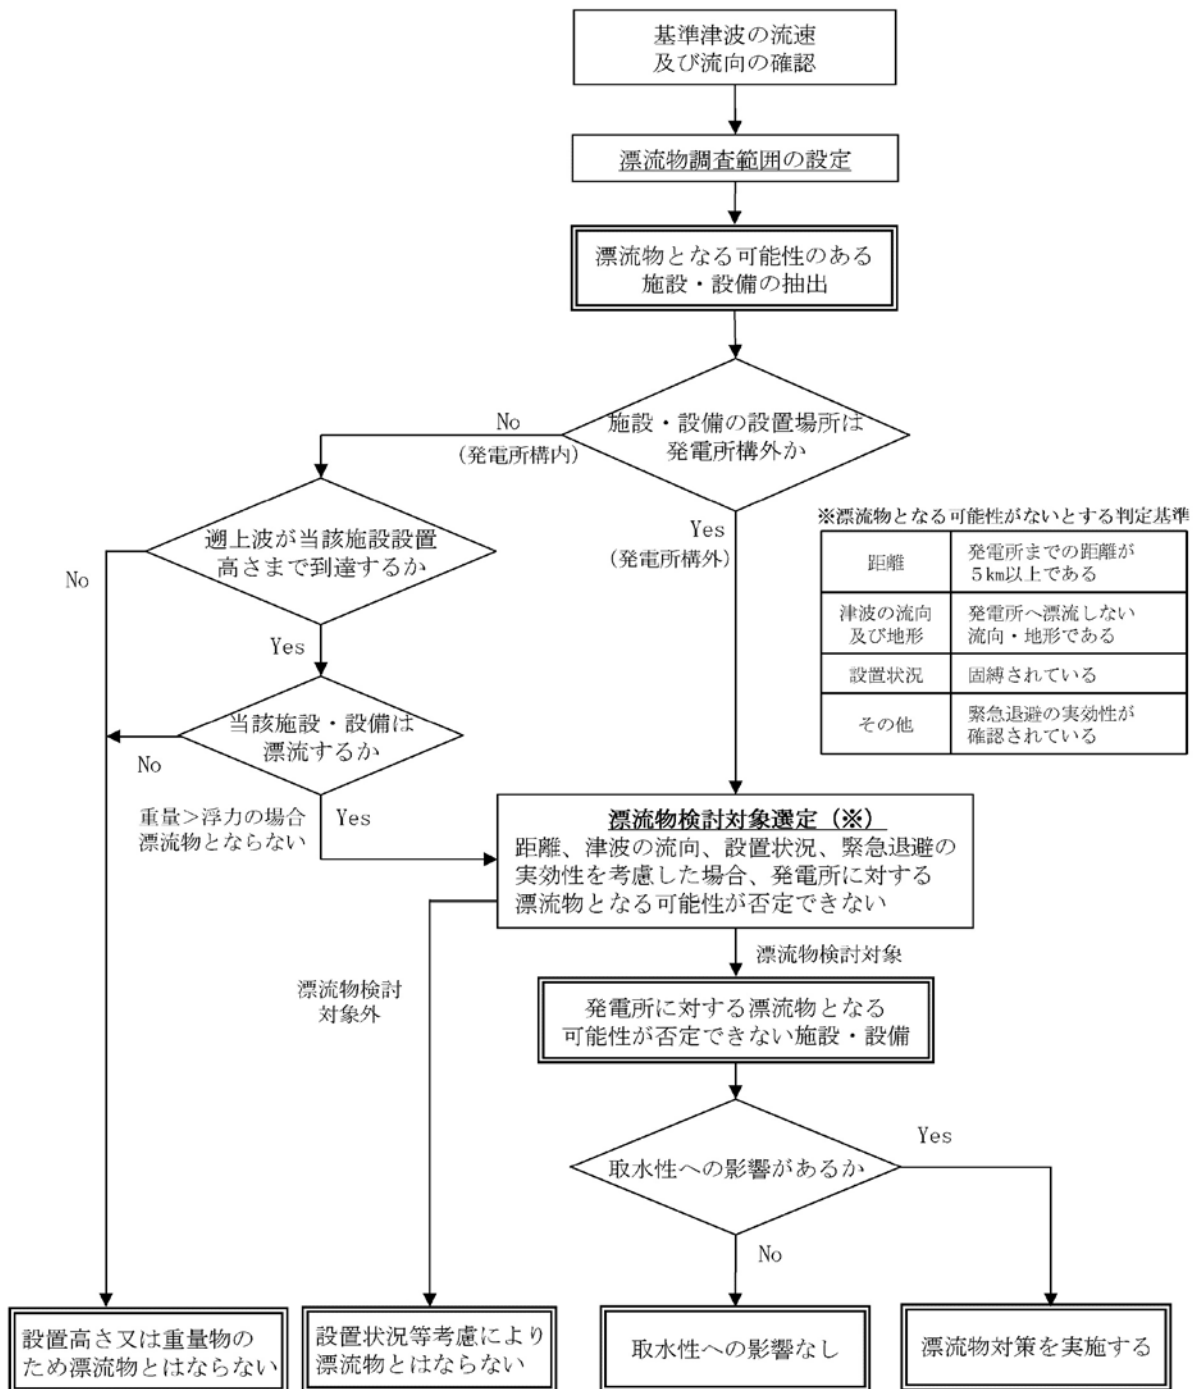 基準津波の流速
及び流向の確認
漂流物調査範囲の設定
漂流物となる可能性のある
施設・設備の抽出
施設・設備の設置場所は
発電所構外か
No
(発電所構内)
遡上波が当該施設設置
高さまで到達するか
No
Yes
当該施設・設備は
漂流するか
No
重量＞浮力の場合
漂流物とならない
Yes
Yes
(発電所構外)
※漂流物となる可能性がないとする判定基準
距離
発電所までの距離が
５km以上である
津波の流向
及び地形
発電所へ漂流しない
流向・地形である
設置状況
固縛されている
その他
緊急退避の実効性が
確認されている
漂流物検討対象選定（※）
距離、津波の流向、設置状況、緊急退避の
実効性を考慮した場合、発電所に対する
漂流物となる可能性が否定できない
漂流物検討対象
漂流物検討
対象外
発電所に対する漂流物となる
可能性が否定できない施設・設備
取水性への影響があるか
Yes
No
設置高さ又は重量物の
ため漂流物とはならない
設置状況等考慮により
漂流物とはならない
取水性への影響なし
漂流物対策を実施する